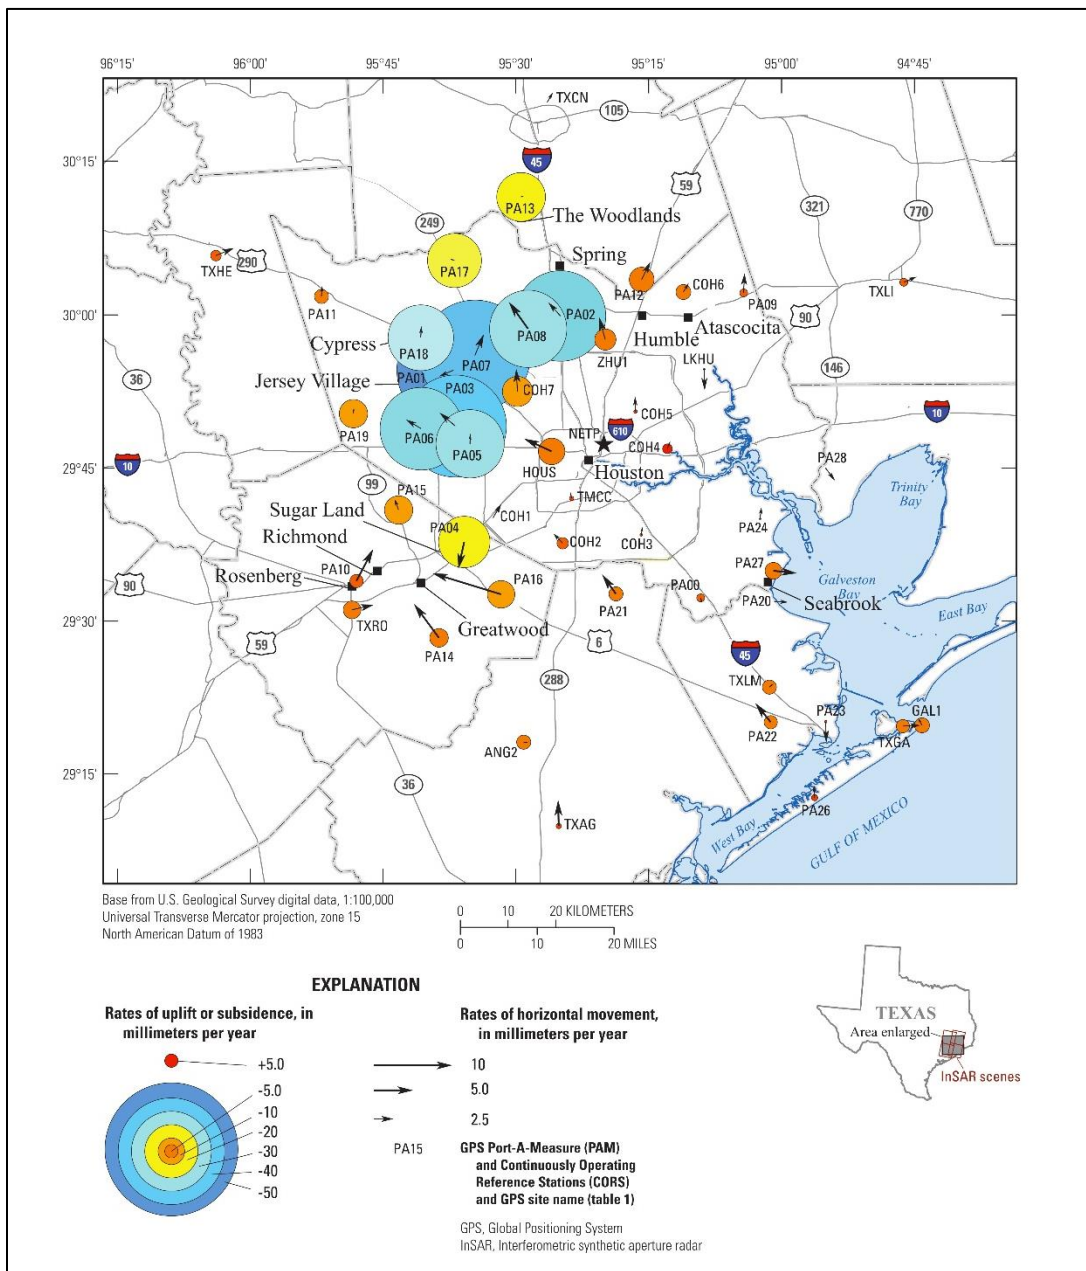 96°15' 96°00' 95°45' 95°30' 95°15' 95°00' 94°45'
TXCN
105
30°15'
45
59
PA13
321
770
The Woodlands
249
PA17
Spring
290
TXHE
PA12
COH6
PA09
TXLI
PA11
30°00'
PA02
PA08
90
Cypress
PA18
Humble
Atascocita
ZHU1
PA07
LKHU
146
36
Jersey Village
PA01
PA03
COH7
PA19
COH5
10
PA06
NETP
610
PA05
COH4
29°45'
10
HOUS
Houston
PA28
Trinity
Bay
99
PA15
TMCC
Sugar Land
PA04
COH1
PA24
Richmond
COH2
COH3
PA10
PA27
Rosenberg
PA16
PA00
Galveston
Bay
90
PA21
PA20
Seabrook
East Bay
29°30'
TXRO
Greatwood
59
PA14
6
45
288
TXLM
PA23
GAL1
PA22
TXGA
ANG2
29°15'
36
PA26
TXAG
West Bay
GULF OF MEXICO
Base from U.S. Geological Survey digital data, 1:100,000
Universal Transverse Mercator projection, zone 15
North American Datum of 1983
0 10 20 KILOMETERS
0 10 20 MILES
EXPLANATION
Rates of uplift or subsidence, in
millimeters per year
+5.0
-5.0
-10
-20
-30
-40
-50
Rates of horizontal movement,
in millimeters per year
10
5.0
2.5
PA15
GPS Port-A-Measure (PAM)
and Continuously Operating
Reference Stations (CORS)
and GPS site name (table 1)
GPS, Global Positioning System
InSAR, Interferometric synthetic aperture radar
TEXAS
Area enlarged
InSAR scenes